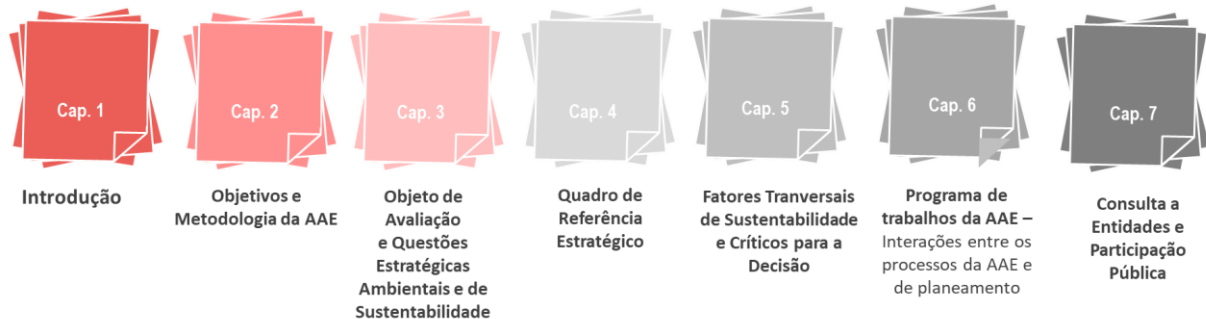 Cap. 1
Introdução
Cap. 2
Objetivos e
Metodologia da AAE
Cap. 3
Objeto de
Avaliação
e Questões
Estratégicas
Ambientais e de
Sustentabilidade
Cap. 4
Quadro de
Referência
Estratégico
Cap. 5
Fatores Tranversais
de Sustentabilidade
e Críticos para a
Decisão
Cap. 6
Programa de
trabalhos da AAE –
Interações entre os
processos da AAE e
de planeamento
Cap. 7
Consulta a
Entidades e
Participação
Pública